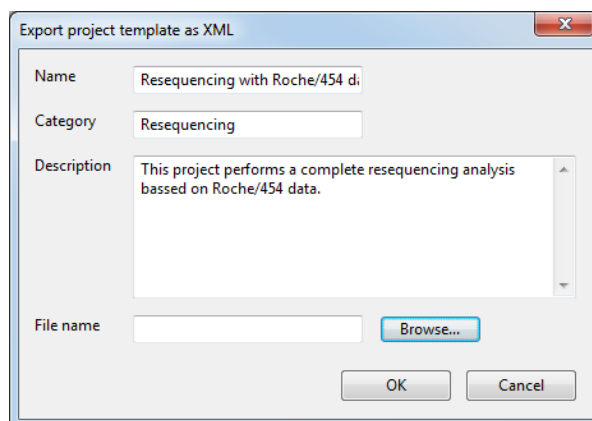 Export project template as XML
Name
Resequencing with Roche/454 d
Category
Resequencing
Description
This project performs a complete resequencing analysis
bassed on Roche/454 data.
File name
Browse...
OK
Cancel